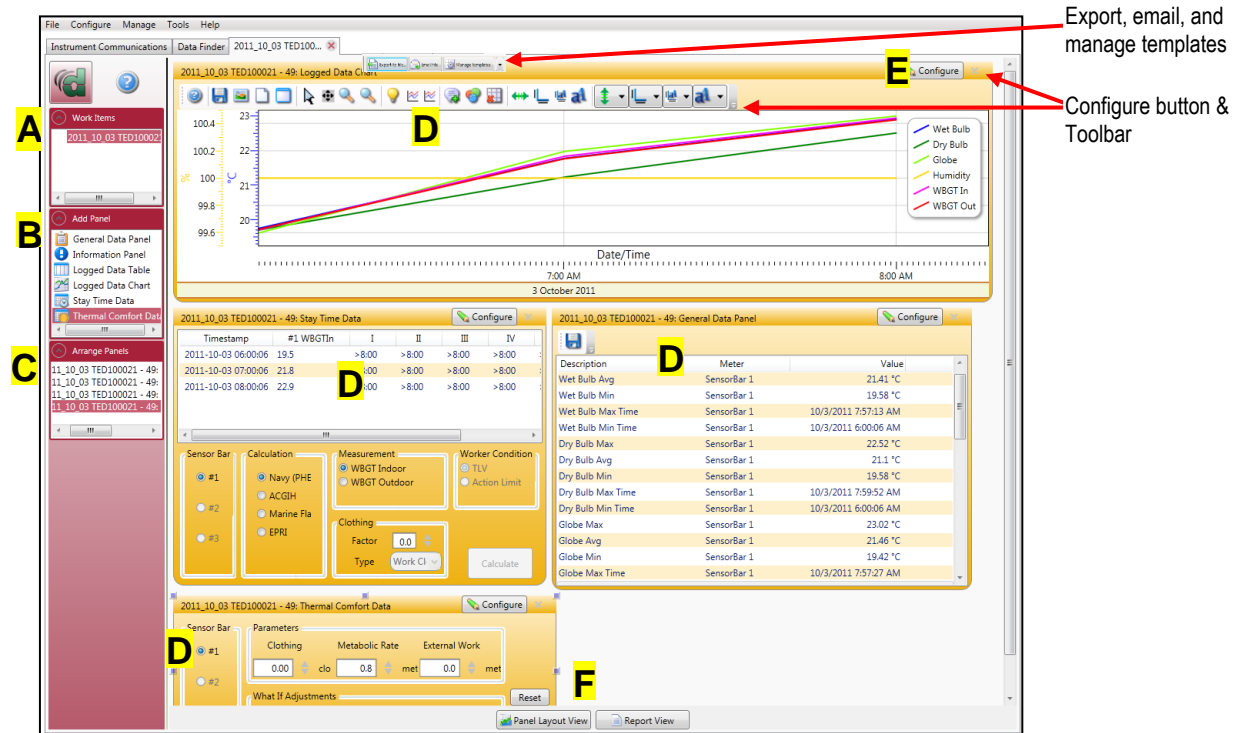 Export, email, and
manage templates
File Configure Manage Tools Help
Instrument Communications Data Finder 2011_10_03 TED100...
2011_10_03 TED100021 - 49: Logged Data Chart
Manage templates...
E
Configure
Configure button &
Toolbar
D
A
Work Items
2011_10_03 TED100021
100.4
100.2
100
99.8
99.6
%
23
22
21
20
°C
Wet Bulb
Dry Bulb
Globe
Humidity
WBGT In
WBGT Out
Date/Time
7:00 AM 8:00 AM
3 October 2011
B
Add Panel
General Data Panel
Information Panel
Logged Data Table
Logged Data Chart
Stay Time Data
Thermal Comfort Data
C
Arrange Panels
11_10_03 TED100021 - 49:
11_10_03 TED100021 - 49:
11_10_03 TED100021 - 49:
11_10_03 TED100021 - 49:
2011_10_03 TED100021 - 49: Stay Time Data
Configure
Timestamp #1 WBGTIn I II III IV
2011-10-03 06:00:06 19.5 >8:00 >8:00 >8:00 >8:00
2011-10-03 07:00:06 21.8 :00 >8:00 >8:00 >8:00
2011-10-03 08:00:06 22.9 :00 >8:00 >8:00 >8:00
D
Sensor Bar
#1
#2
#3
Calculation
Navy (PHE
ACGIH
Marine Fla
EPRI
Measurement
WBGT Indoor
WBGT Outdoor
Worker Condition
TLV
Action Limit
Clothing
Factor 0.0
Type Work Cl
Calculate
2011_10_03 TED100021 - 49: General Data Panel
Configure
D
Description Meter Value
Wet Bulb Avg SensorBar 1 21.41 °C
Wet Bulb Min SensorBar 1 19.58 °C
Wet Bulb Max Time SensorBar 1 10/3/2011 7:57:13 AM
Wet Bulb Min Time SensorBar 1 10/3/2011 6:00:06 AM
Dry Bulb Max SensorBar 1 22.52 °C
Dry Bulb Avg SensorBar 1 21.1 °C
Dry Bulb Min SensorBar 1 19.58 °C
Dry Bulb Max Time SensorBar 1 10/3/2011 7:59:52 AM
Dry Bulb Min Time SensorBar 1 10/3/2011 6:00:06 AM
Globe Max SensorBar 1 23.02 °C
Globe Avg SensorBar 1 21.46 °C
Globe Min SensorBar 1 19.42 °C
Globe Max Time SensorBar 1 10/3/2011 7:57:27 AM
2011_10_03 TED100021 - 49: Thermal Comfort Data
Configure
D
Sensor Bar
#1
#2
Parameters
Clothing Metabolic Rate External Work
0.00 clo 0.8 met 0.0 met
What If Adjustments
Reset
F
Panel Layout View Report View